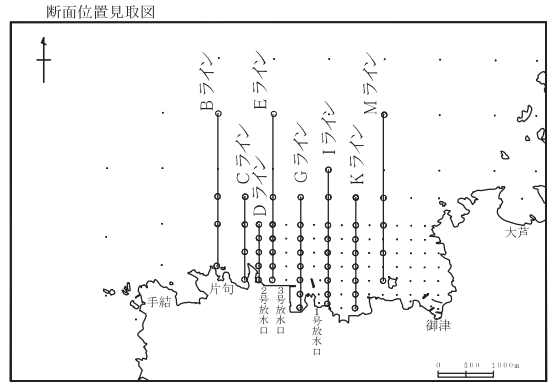 断面位置見取図
Bライン
Cライン
Dライン
Eライン
Gライン
Iライン
Kライン
Mライン
大芦
片句
手結
2号放水口
3号放水口
1号放水口
御津
0 500 1000m